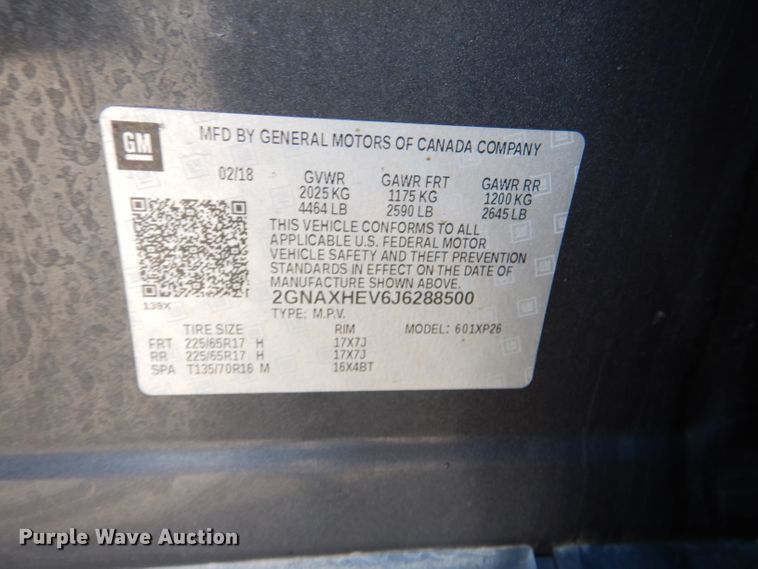 GM
MFD BY GENERAL MOTORS OF CANADA COMPANY
02/18 GVWR GAWR FRT GAWR RR
2025 KG 1175 KG 1200 KG
4464 LB 2590 LB 2645 LB
THIS VEHICLE CONFORMS TO ALL
APPLICABLE U.S. FEDERAL MOTOR
VEHICLE SAFETY AND THEFT PREVENTION
STANDARDS IN EFFECT ON THE DATE OF
MANUFACTURE SHOWN ABOVE.
139X 2GNAXHEV6J6288500
TYPE: M.P.V.
TIRE SIZE RIM MODEL: 601XP26
FRT 225/65R17 H 17X7J
RR 225/65R17 H 17X7J
SPA T135/70R16 M 16X4BT
Purple Wave Auction
purplewave.com